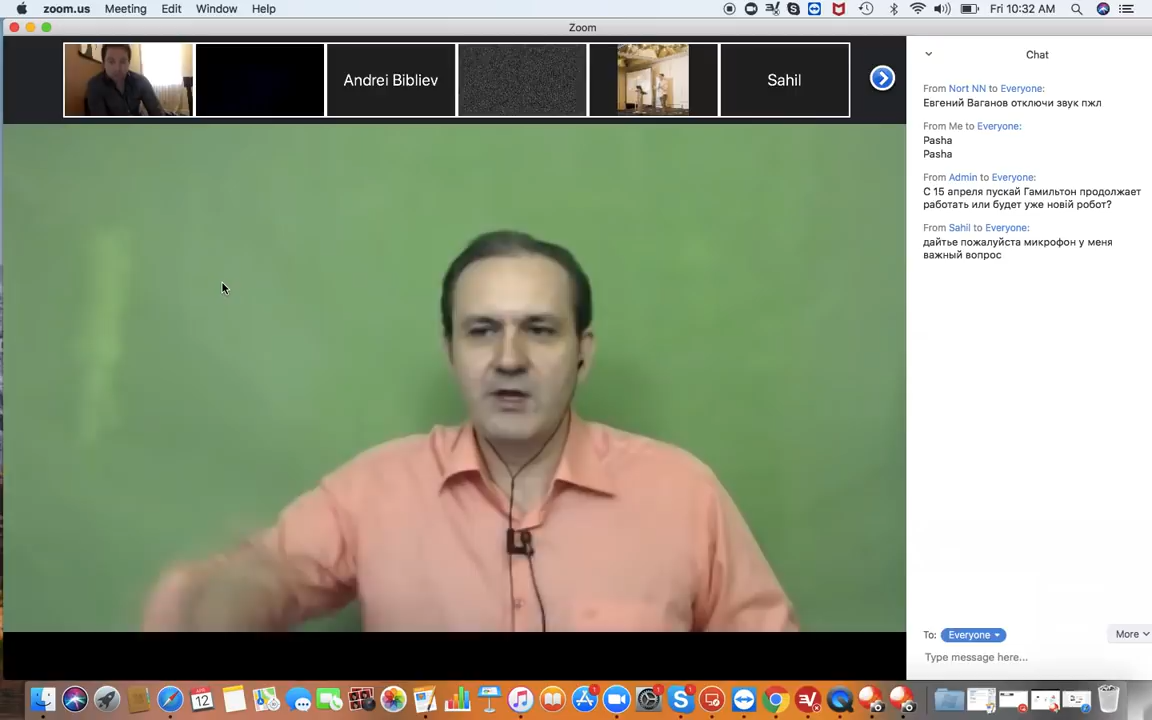 zoom.us Meeting Edit Window Help Fri 10:32 AM
Zoom
Andrei Bibliev
Sahil
Chat
From Nort NN to Everyone:
Евгений Ваганов отключи звук пжл
From Me to Everyone:
Pasha
Pasha
From Admin to Everyone:
С 15 апреля пускай Гамильтон продолжает
работать или будет уже новій робот?
From Sahil to Everyone:
дайтье пожалуйста микрофон у меня
важный вопрос
To: Everyone
More
Type message here...
12